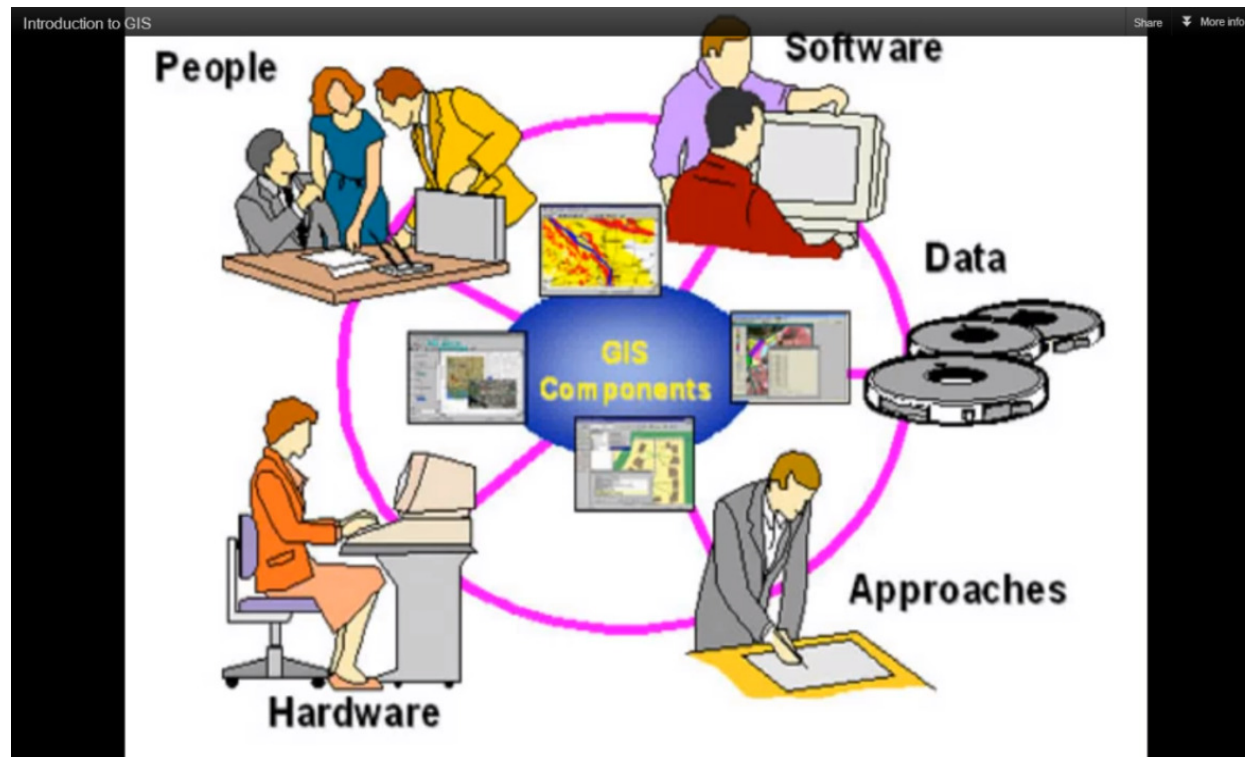 Introduction to GIS
Share
More info
People
Software
Data
GIS
Components
Approaches
Hardware